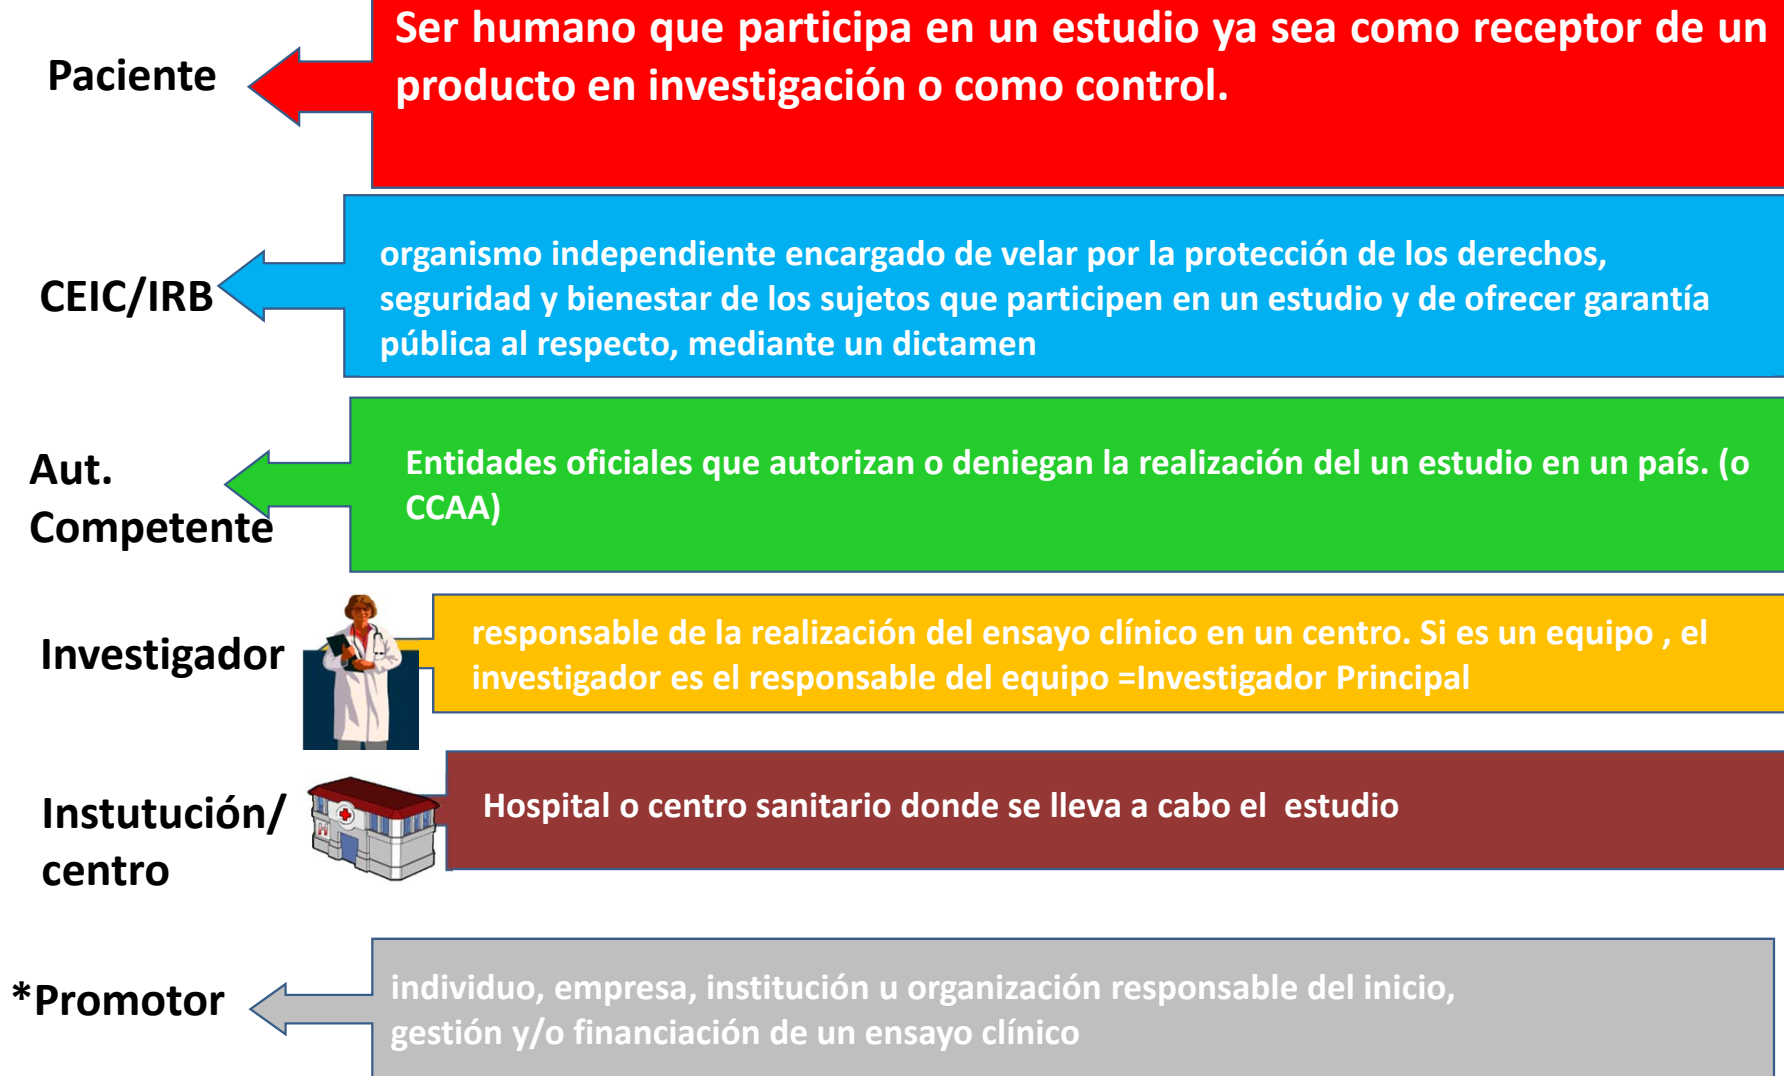 Paciente
Ser humano que participa en un estudio ya sea como receptor de un
producto en investigación o como control.
CEIC/IRB
organismo independiente encargado de velar por la protección de los derechos,
seguridad y bienestar de los sujetos que participen en un estudio y de ofrecer garantía
pública al respecto, mediante un dictamen
Aut.
Competente
Entidades oficiales que autorizan o deniegan la realización del un estudio en un país. (o
CCAA)
Investigador
responsable de la realización del ensayo clínico en un centro. Si es un equipo , el
investigador es el responsable del equipo =Investigador Principal
Instutución/
centro
H
Hospital o centro sanitario donde se lleva a cabo el  estudio
*Promotor
individuo, empresa, institución u organización responsable del inicio,
gestión y/o financiación de un ensayo clínico